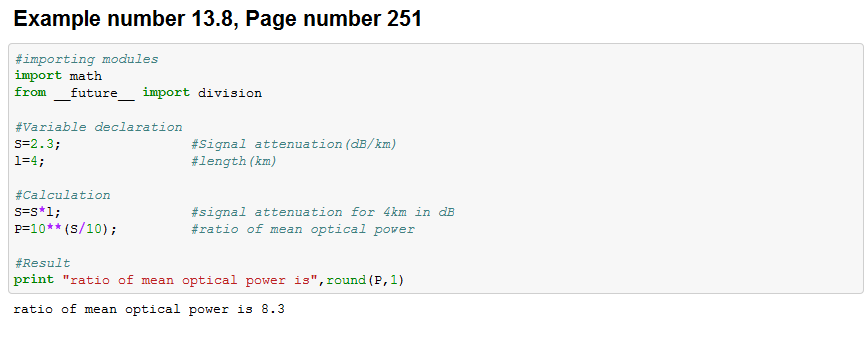 Example number 13.8, Page number 251
#importing modules
import math
from __future__ import division
#Variable declaration
S=2.3; #Signal attenuation(dB/km)
l=4; #length(km)
#Calculation
S=S*l; #signal attenuation for 4km in dB
P=10**(S/10); #ratio of mean optical power
#Result
print "ratio of mean optical power is",round(P,1)
ratio of mean optical power is 8.3